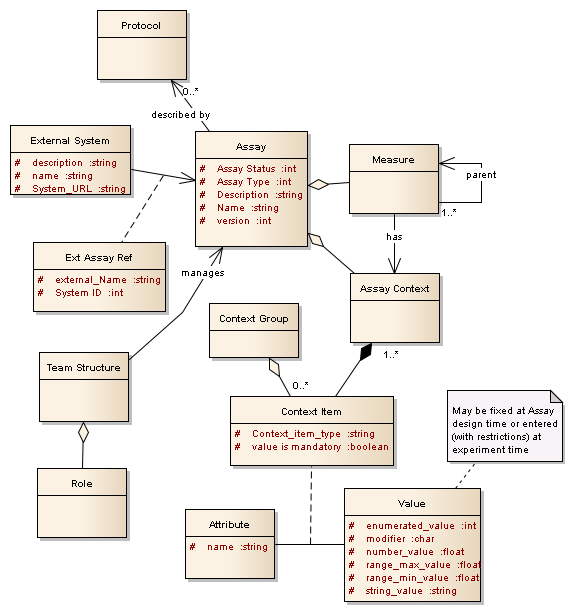 Protocol
0..*
described by
External System
# description :string
# name :string
# System_URL :string
Assay
# Assay Status :int
# Assay Type :int
# Description :string
# Name :string
# version :int
Measure
parent
1..*
has
Ext Assay Ref
# external_Name :string
# System ID :int
manages
Assay Context
1..*
Context Group
0..*
Team Structure
Context Item
# Context_item_type :string
# value is mandatory :boolean
May be fixed at Assay
design time or entered
(with restrictions) at
experiment time
Role
Attribute
# name :string
Value
# enumerated_value :int
# modifier :char
# number_value :float
# range_max_value :float
# range_min_value :float
# string_value :string